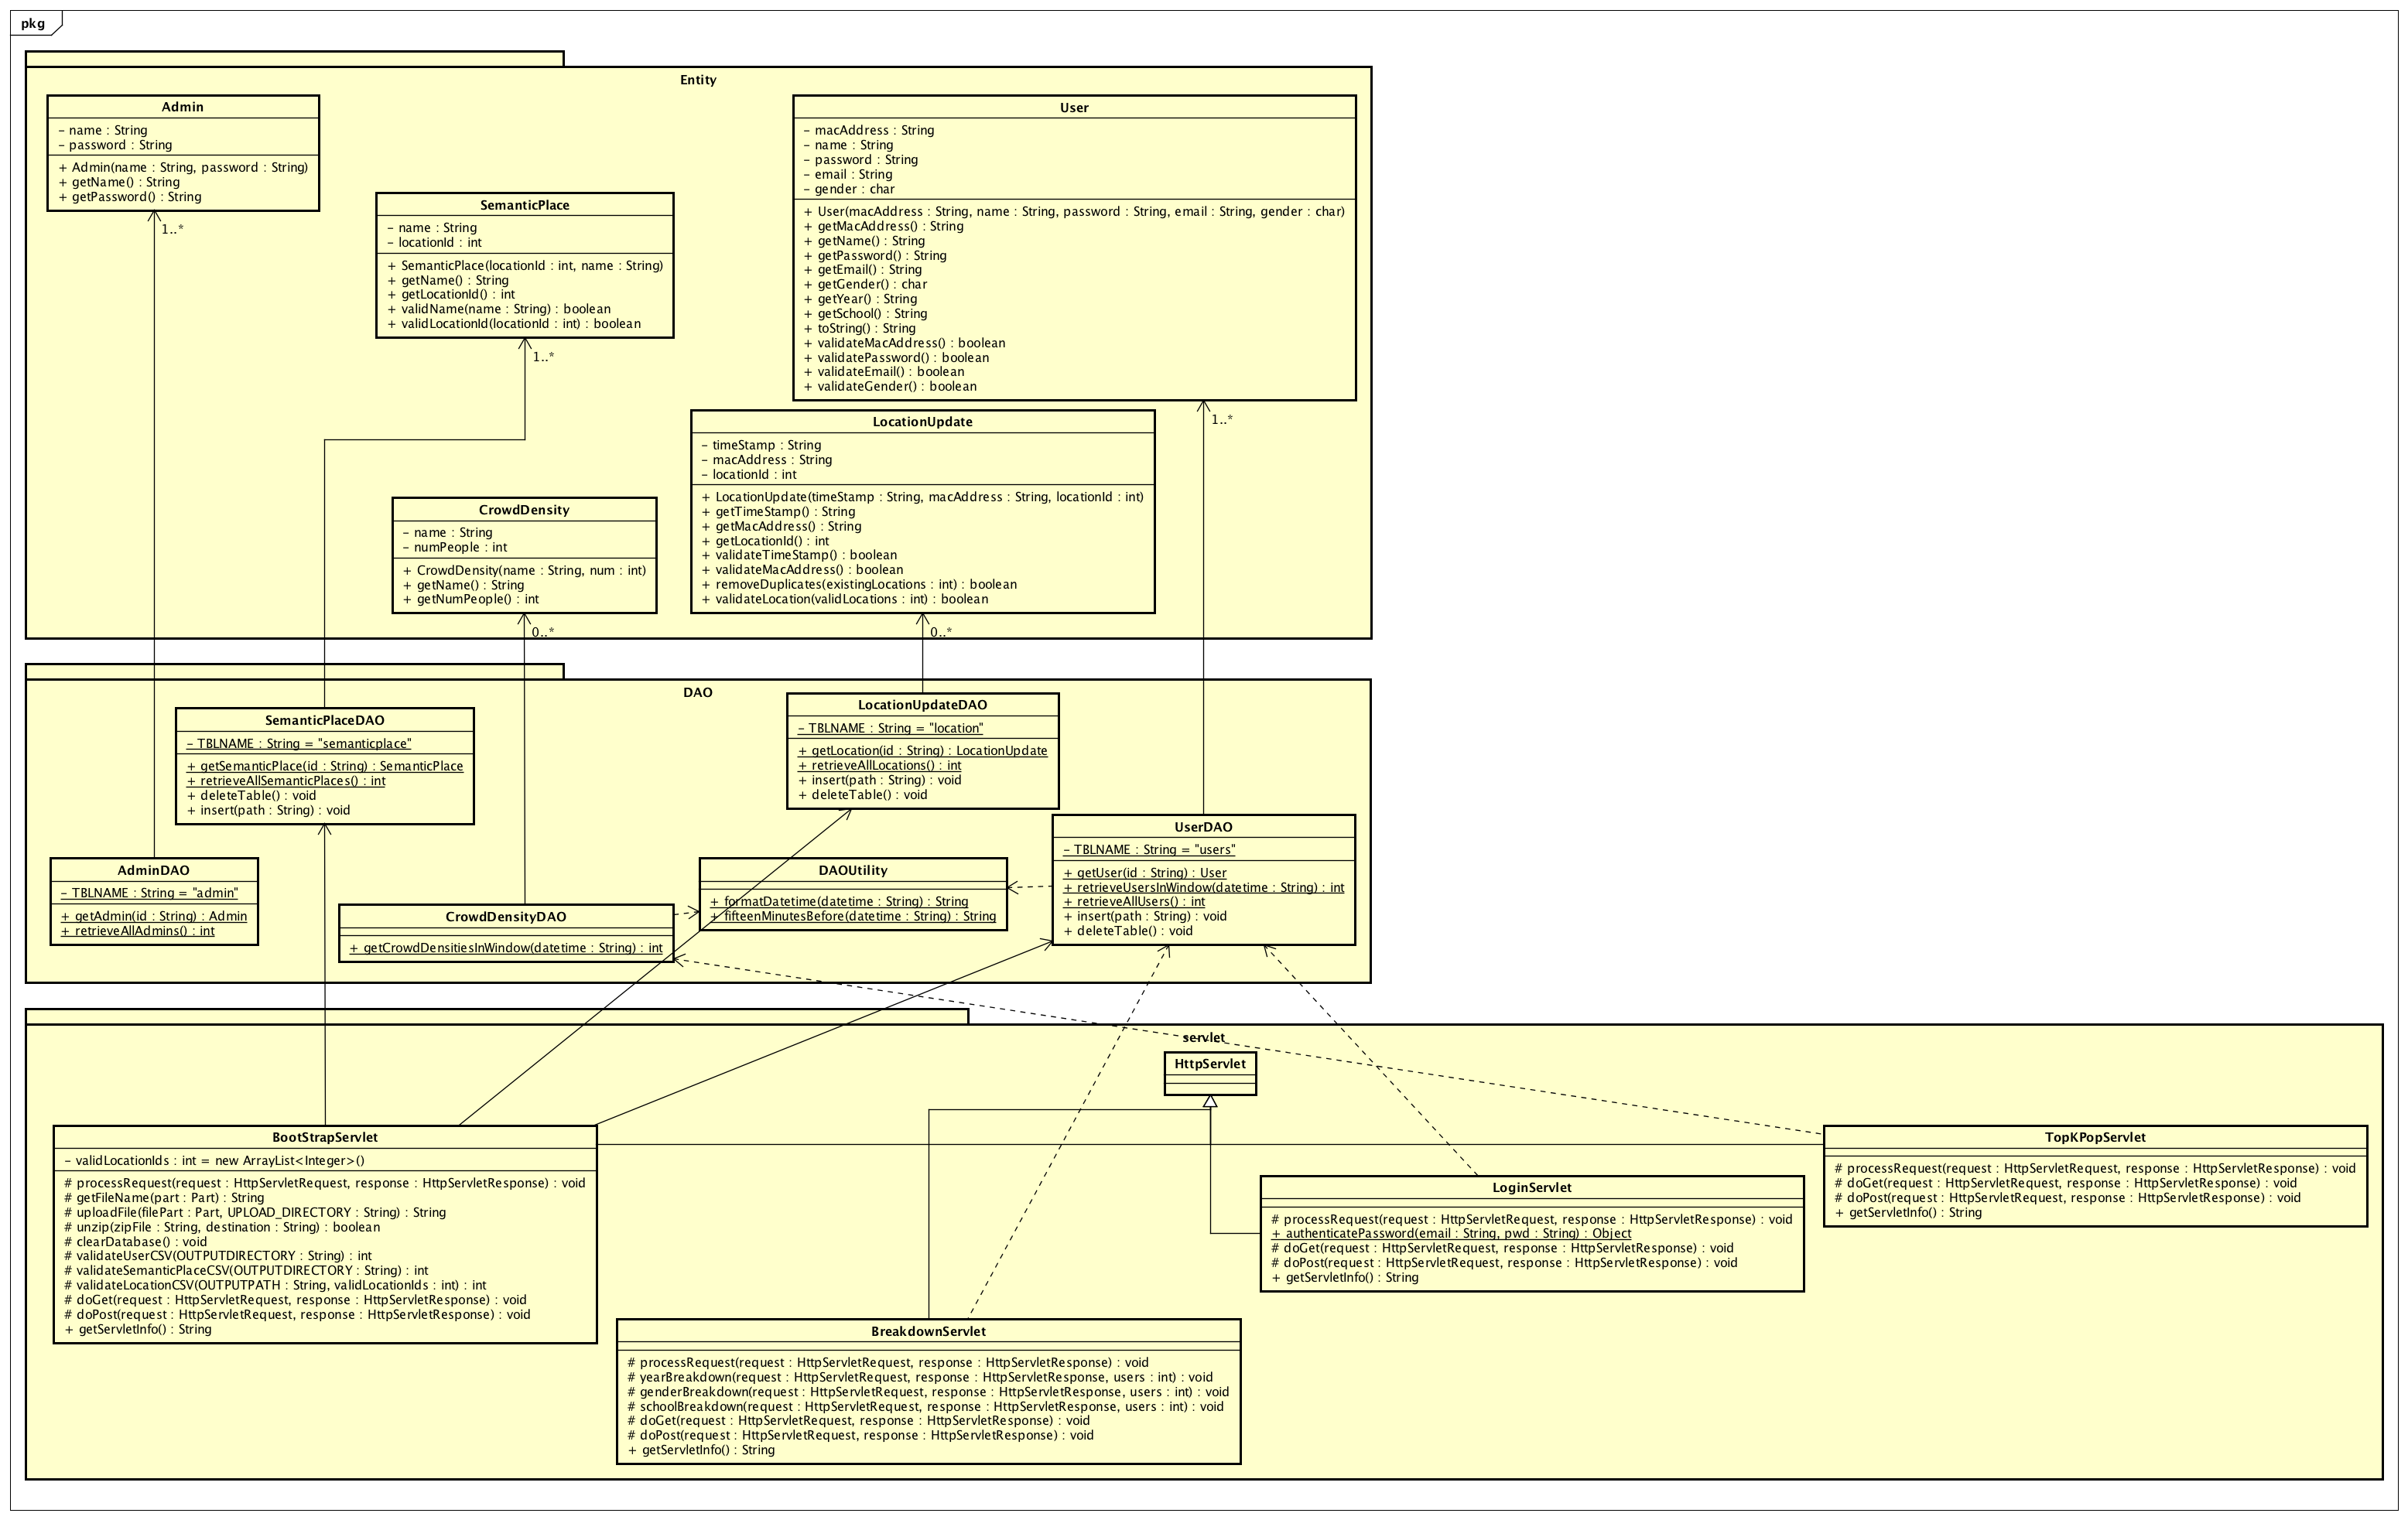 pkg
Entity
Admin
– name : String
– password : String
+ Admin(name : String, password : String)
+ getName() : String
+ getPassword() : String
1..*
SemanticPlace
– name : String
– locationId : int
+ SemanticPlace(locationId : int, name : String)
+ getName() : String
+ getLocationId() : int
+ validName(name : String) : boolean
+ validLocationId(locationId : int) : boolean
1..*
User
– macAddress : String
– name : String
– password : String
– email : String
– gender : char
+ User(macAddress : String, name : String, password : String, email : String, gender : char)
+ getMacAddress() : String
+ getName() : String
+ getPassword() : String
+ getEmail() : String
+ getGender() : char
+ getYear() : String
+ getSchool() : String
+ toString() : String
+ validateMacAddress() : boolean
+ validatePassword() : boolean
+ validateEmail() : boolean
+ validateGender() : boolean
1..*
LocationUpdate
– timeStamp : String
– macAddress : String
– locationId : int
+ LocationUpdate(timeStamp : String, macAddress : String, locationId : int)
+ getTimeStamp() : String
+ getMacAddress() : String
+ getLocationId() : int
+ validateTimeStamp() : boolean
+ validateMacAddress() : boolean
+ removeDuplicates(existingLocations : int) : boolean
+ validateLocation(validLocations : int) : boolean
0..*
CrowdDensity
– name : String
– numPeople : int
+ CrowdDensity(name : String, num : int)
+ getName() : String
+ getNumPeople() : int
0..*
DAO
SemanticPlaceDAO
– TBLNAME : String = "semanticplace"
+ getSemanticPlace(id : String) : SemanticPlace
+ retrieveAllSemanticPlaces() : int
+ deleteTable() : void
+ insert(path : String) : void
LocationUpdateDAO
– TBLNAME : String = "location"
+ getLocation(id : String) : LocationUpdate
+ retrieveAllLocations() : int
+ insert(path : String) : void
+ deleteTable() : void
UserDAO
– TBLNAME : String = "users"
+ getUser(id : String) : User
+ retrieveUsersInWindow(datetime : String) : int
+ retrieveAllUsers() : int
+ insert(path : String) : void
+ deleteTable() : void
AdminDAO
– TBLNAME : String = "admin"
+ getAdmin(id : String) : Admin
+ retrieveAllAdmins() : int
DAOUtility
+ formatDatetime(datetime : String) : String
+ fifteenMinutesBefore(datetime : String) : String
CrowdDensityDAO
+ getCrowdDensitiesInWindow(datetime : String) : int
servlet
HttpServlet
BootStrapServlet
– validLocationIds : int = new ArrayList<Integer>()
# processRequest(request : HttpServletRequest, response : HttpServletResponse) : void
# getFileName(part : Part) : String
# uploadFile(filePart : Part, UPLOAD_DIRECTORY : String) : String
# unzip(zipFile : String, destination : String) : boolean
# clearDatabase() : void
# validateUserCSV(OUTPUTDIRECTORY : String) : int
# validateSemanticPlaceCSV(OUTPUTDIRECTORY : String) : int
# validateLocationCSV(OUTPUTPATH : String, validLocationIds : int) : int
# doGet(request : HttpServletRequest, response : HttpServletResponse) : void
# doPost(request : HttpServletRequest, response : HttpServletResponse) : void
+ getServletInfo() : String
TopKPopServlet
# processRequest(request : HttpServletRequest, response : HttpServletResponse) : void
# doGet(request : HttpServletRequest, response : HttpServletResponse) : void
# doPost(request : HttpServletRequest, response : HttpServletResponse) : void
+ getServletInfo() : String
LoginServlet
# processRequest(request : HttpServletRequest, response : HttpServletResponse) : void
+ authenticatePassword(email : String, pwd : String) : Object
# doGet(request : HttpServletRequest, response : HttpServletResponse) : void
# doPost(request : HttpServletRequest, response : HttpServletResponse) : void
+ getServletInfo() : String
BreakdownServlet
# processRequest(request : HttpServletRequest, response : HttpServletResponse) : void
# yearBreakdown(request : HttpServletRequest, response : HttpServletResponse, users : int) : void
# genderBreakdown(request : HttpServletRequest, response : HttpServletResponse, users : int) : void
# schoolBreakdown(request : HttpServletRequest, response : HttpServletResponse, users : int) : void
# doGet(request : HttpServletRequest, response : HttpServletResponse) : void
# doPost(request : HttpServletRequest, response : HttpServletResponse) : void
+ getServletInfo() : String